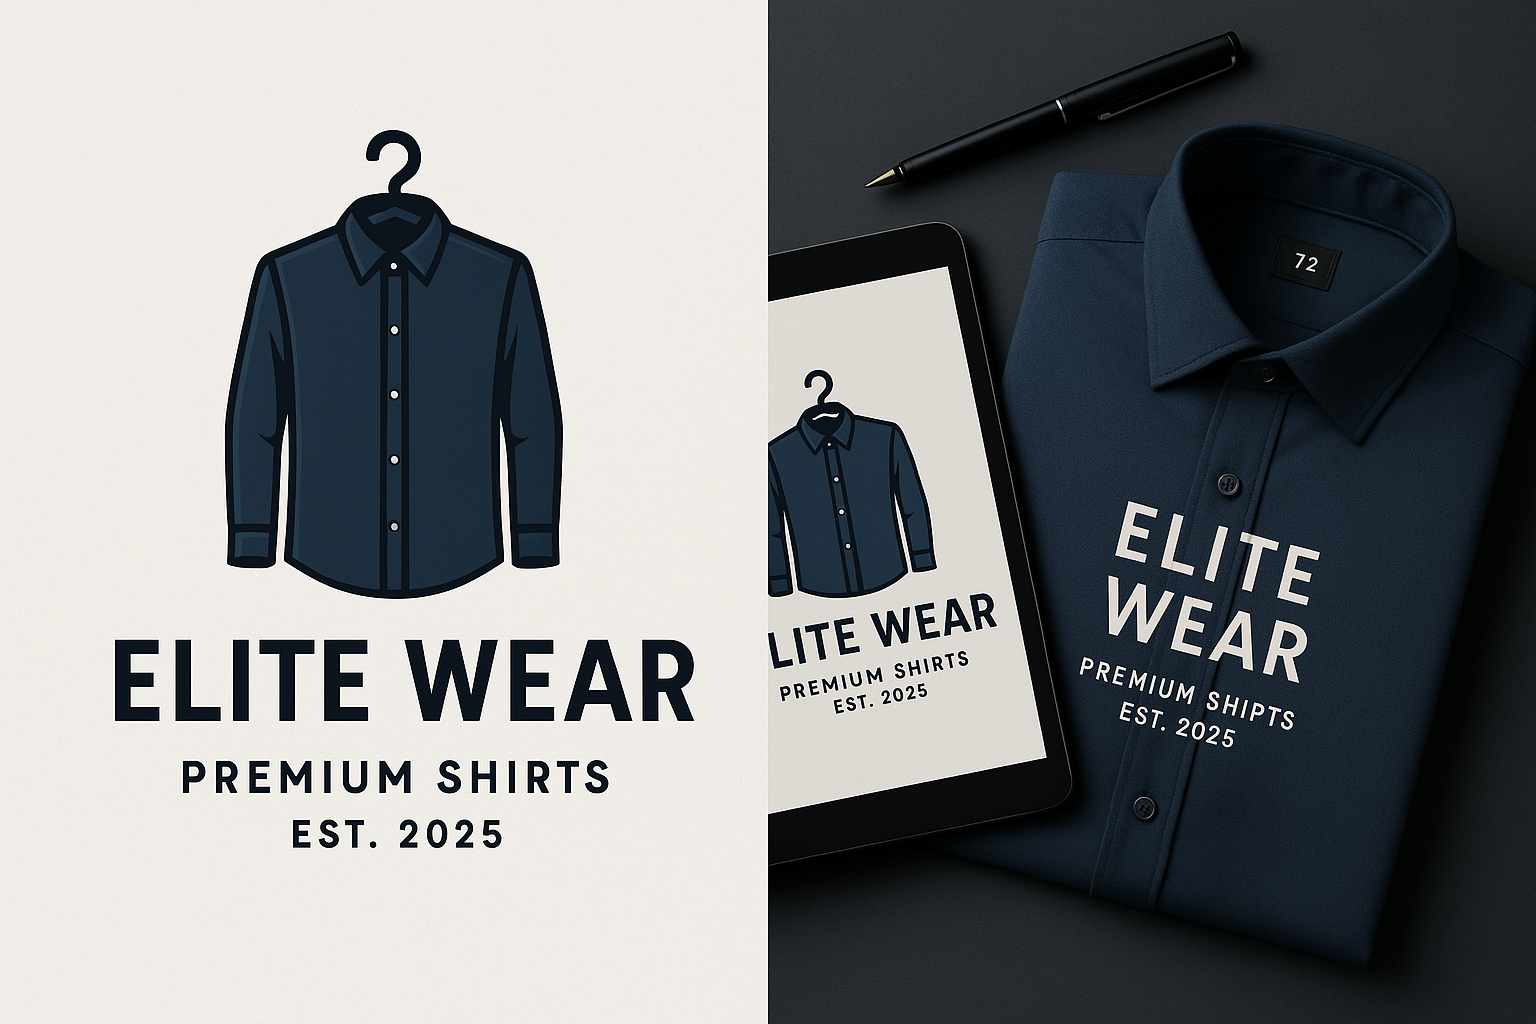 ELITE WEAR
PREMIUM SHIRTS
EST. 2025
LITE WEAR
PREMIUM SHIRTS
EST. 2025
72
ELITE
WEAR
PREMIUM SHIPTS
EST. 2025